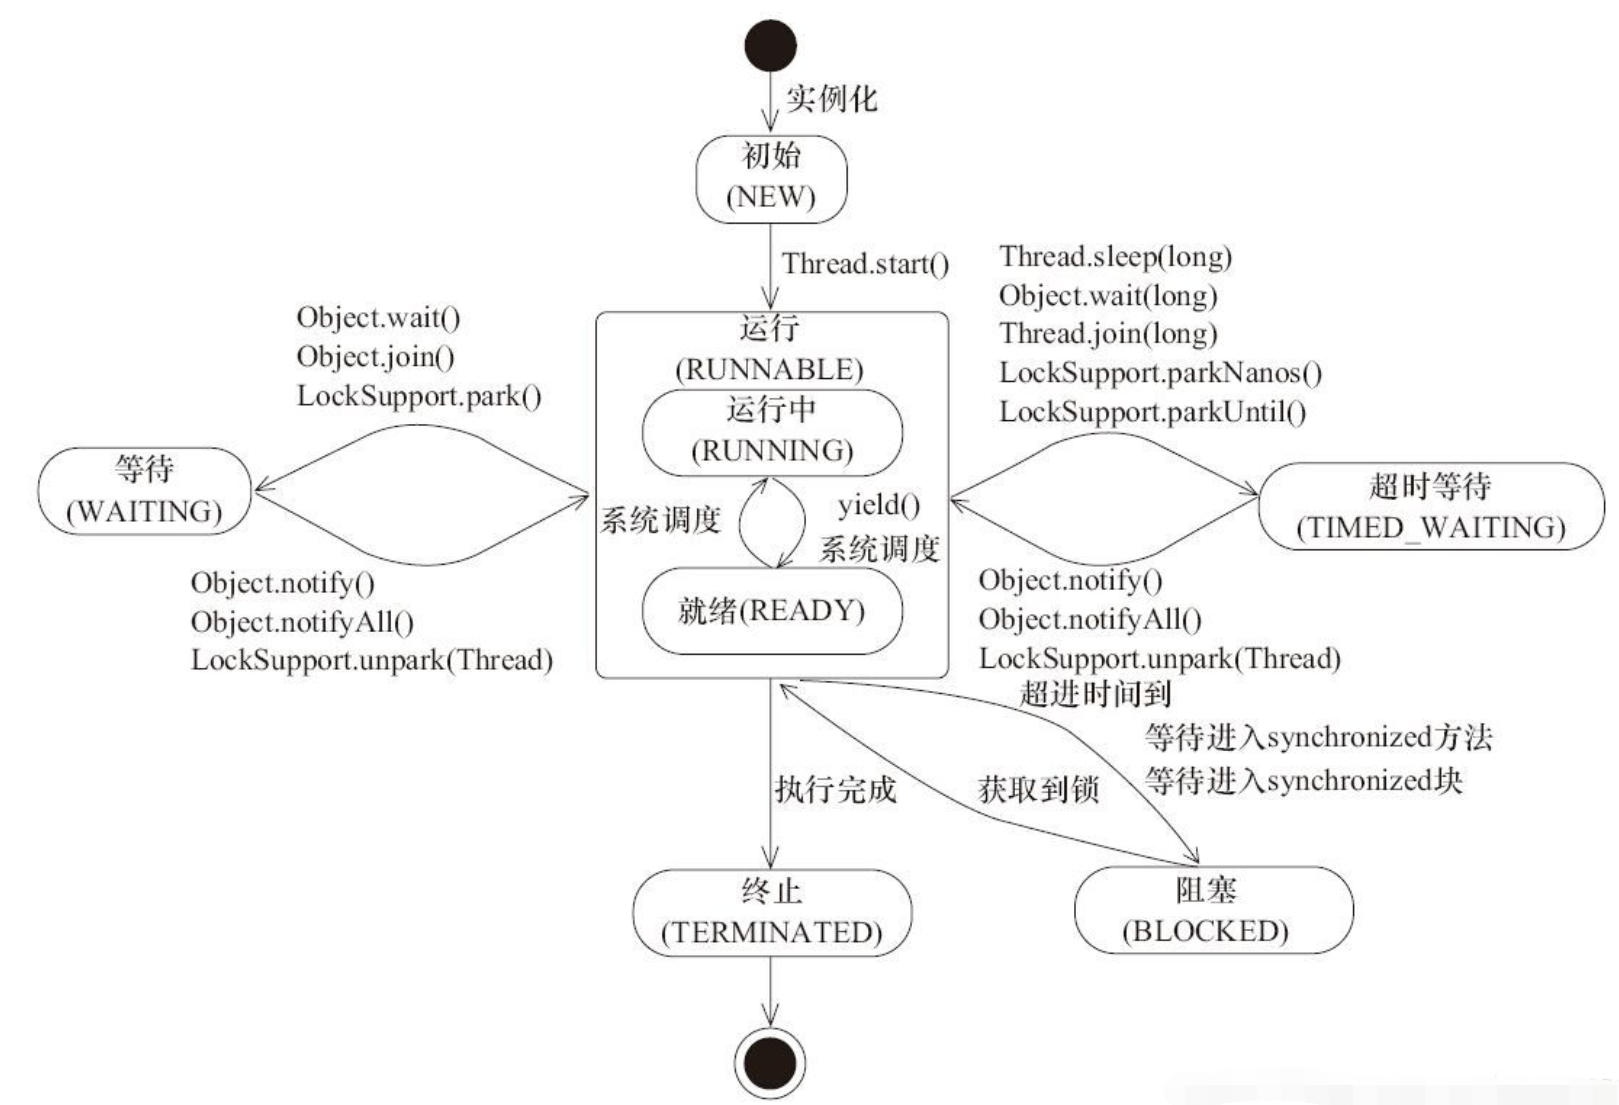 实例化
初始
(NEW)
Thread.start()
Object.wait()
Object.join()
LockSupport.park()
Thread.sleep(long)
Object.wait(long)
Thread.join(long)
LockSupport.parkNanos()
LockSupport.parkUntil()
运行
(RUNNABLE)
运行中
(RUNNING)
等待
(WAITING)
超时等待
(TIMED_WAITING)
系统调度
yield()
系统调度
就绪(READY)
Object.notify()
Object.notifyAll()
LockSupport.unpark(Thread)
Object.notify()
Object.notifyAll()
LockSupport.unpark(Thread)
超进时间到
等待进入synchronized方法
等待进入synchronized块
获取到锁
执行完成
终止
(TERMINATED)
阻塞
(BLOCKED)